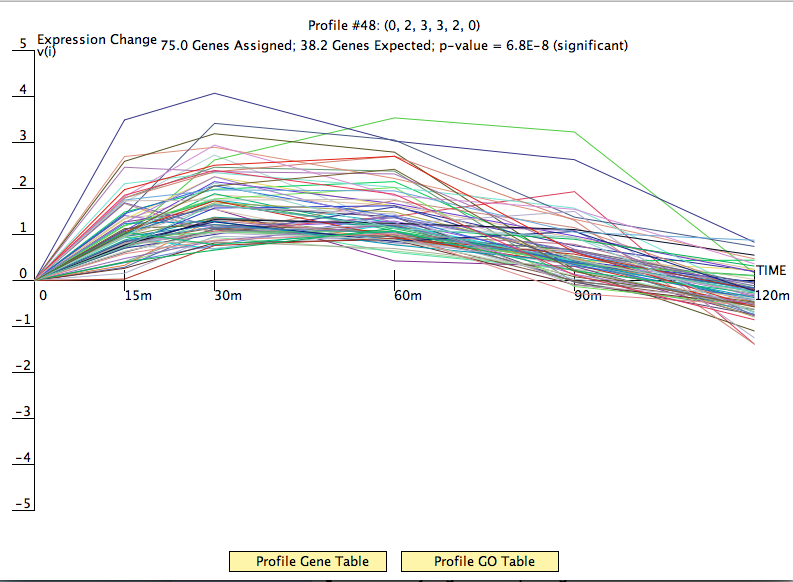 Profile #48: (0, 2, 3, 3, 2, 0)
Expression Change
v(i)
75.0 Genes Assigned; 38.2 Genes Expected; p-value = 6.8E-8 (significant)
5
4
3
2
1
0
-1
-2
-3
-4
-5
0 15m 30m 60m 90m 120m
TIME
Profile Gene Table Profile GO Table